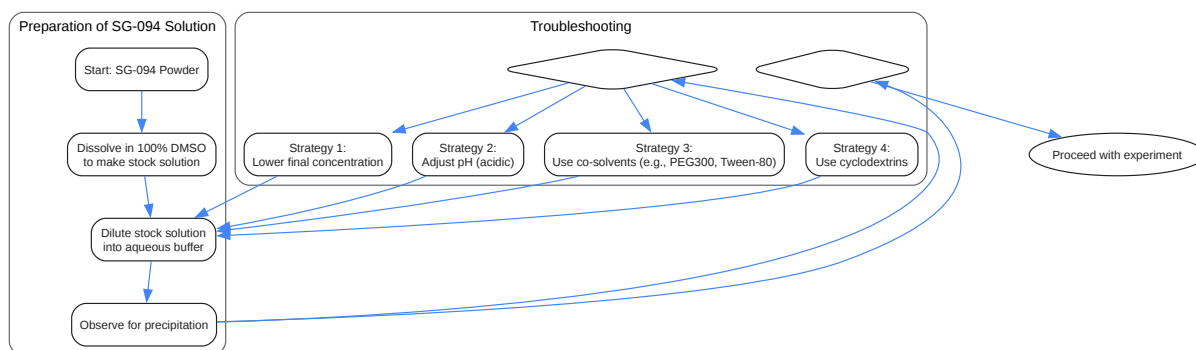 Preparation of SG-094 Solution
Start: SG-094 Powder
Dissolve in 100% DMSO
to make stock solution
Dilute stock solution
into aqueous buffer
Observe for precipitation
Troubleshooting
Strategy 1:
Lower final concentration
Strategy 2:
Adjust pH (acidic)
Strategy 3:
Use co-solvents (e.g., PEG300, Tween-80)
Strategy 4:
Use cyclodextrins
Proceed with experiment